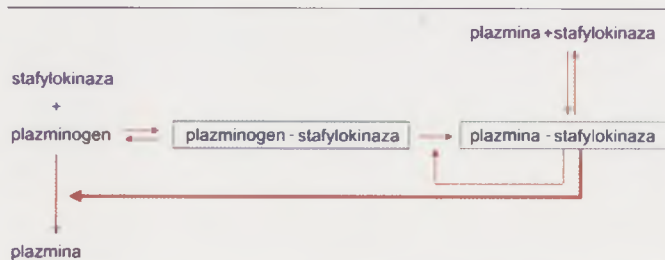 plazmina + stafylokinaza
stafylokinaza
+
plazminogen
plazminogen - stafylokinaza
plazmina - stafylokinaza
plazmina